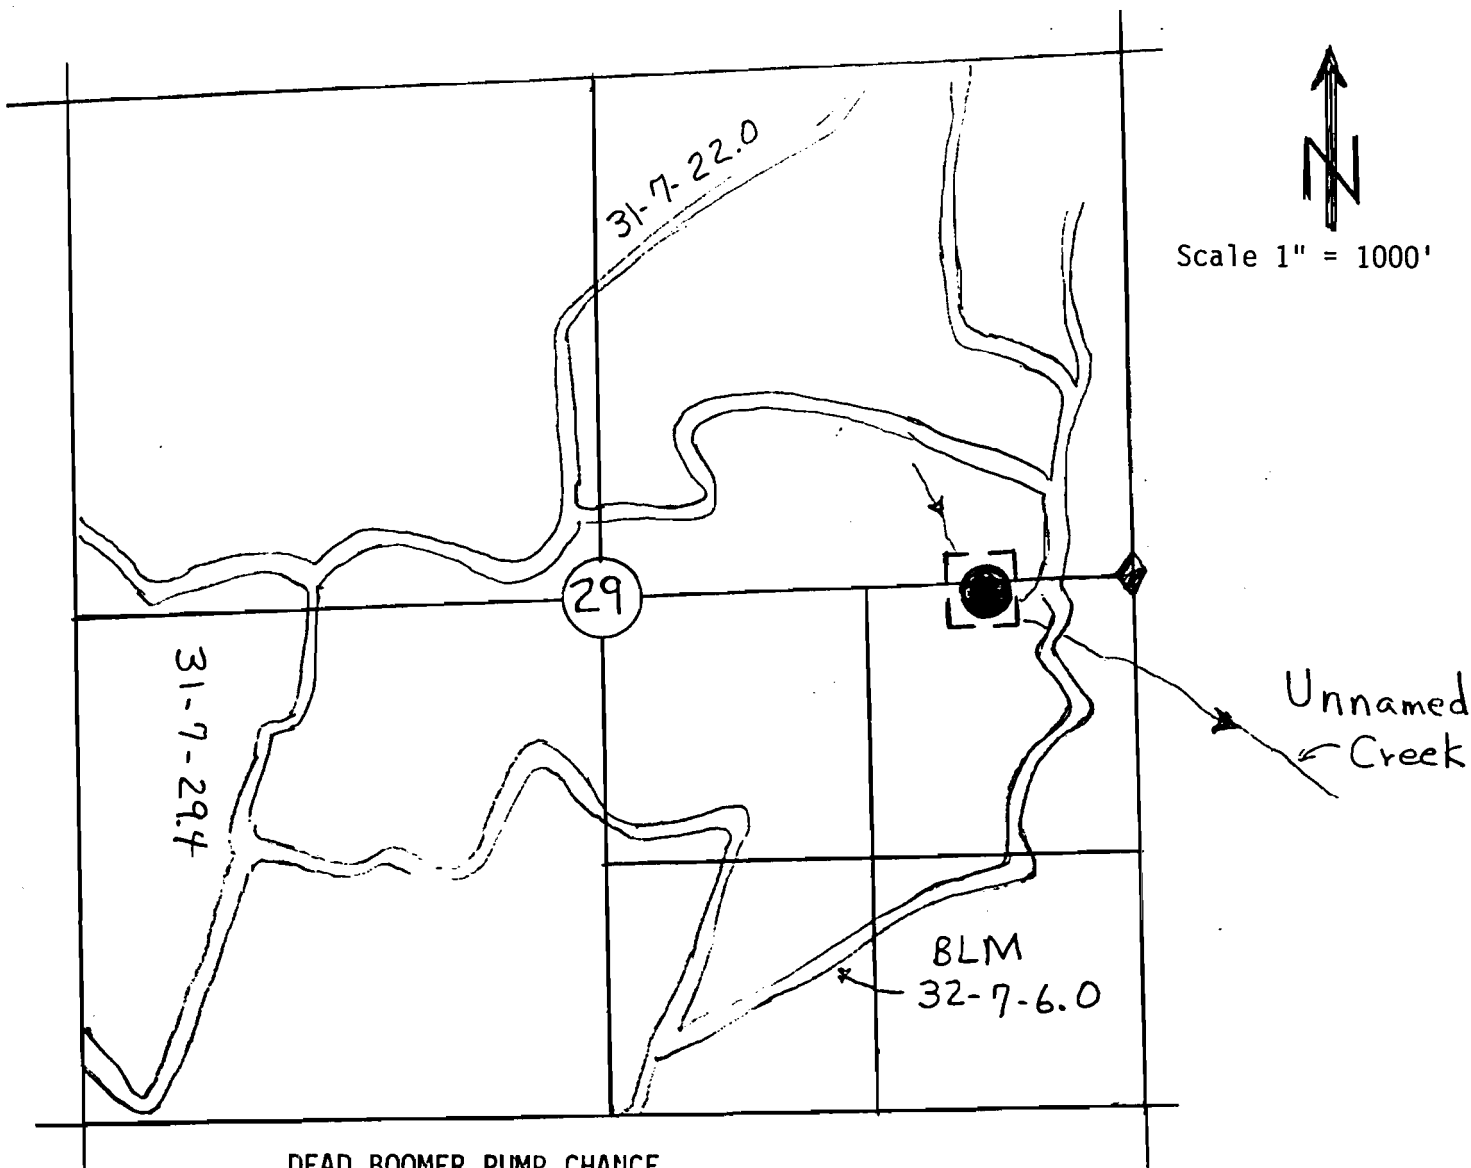 N
Scale 1" = 1000'
31-7-22.0
29
31-7-29.4
Unnamed
Creek
BLM
32-7-6.0
DEAD BOOMER PUMP CHANCE